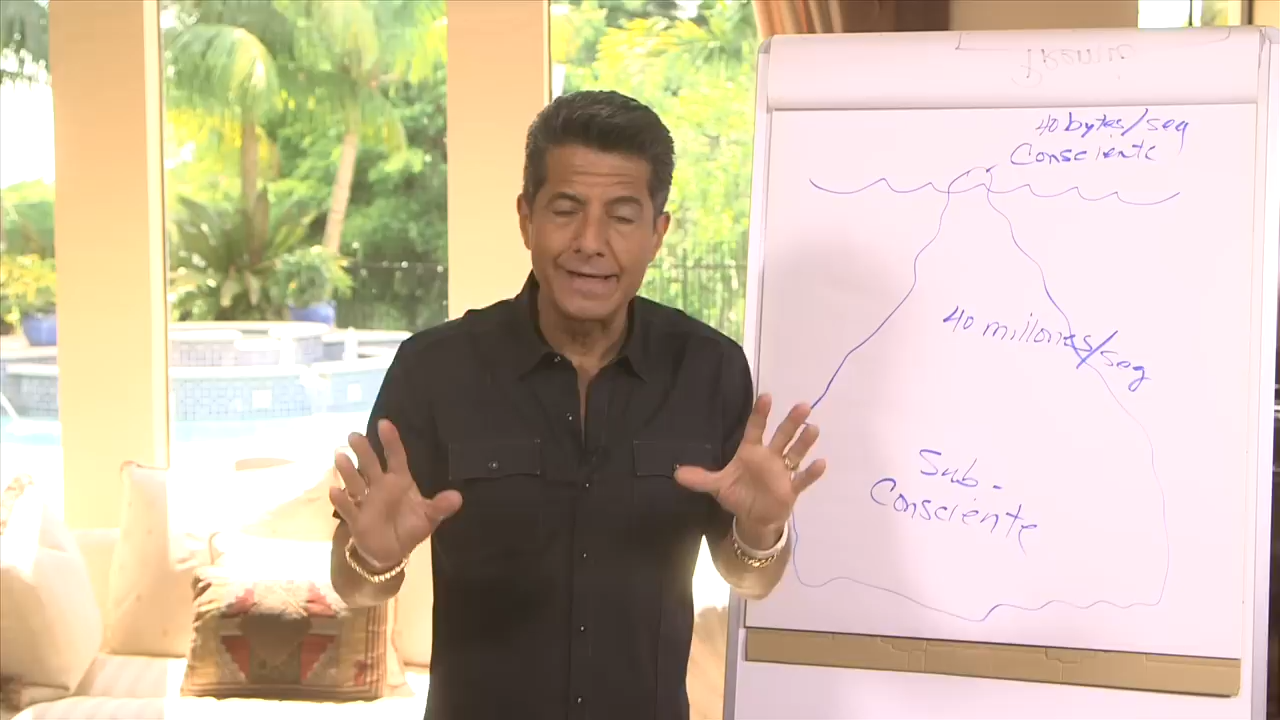 40 bytes/seg
Consciente
40 millones/seg
Sub-
Consciente